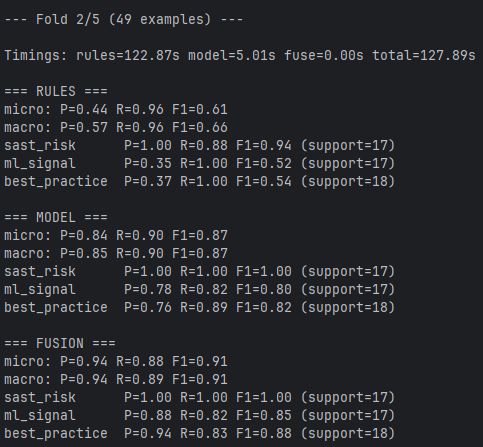 --- Fold 2/5 (49 examples) ---
Timings: rules=122.87s model=5.01s fuse=0.00s total=127.89s
=== RULES ===
micro: P=0.44 R=0.96 F1=0.61
macro: P=0.57 R=0.96 F1=0.66
sast_risk      P=1.00 R=0.88 F1=0.94 (support=17)
ml_signal      P=0.35 R=1.00 F1=0.52 (support=17)
best_practice  P=0.37 R=1.00 F1=0.54 (support=18)
=== MODEL ===
micro: P=0.84 R=0.90 F1=0.87
macro: P=0.85 R=0.90 F1=0.87
sast_risk      P=1.00 R=1.00 F1=1.00 (support=17)
ml_signal      P=0.78 R=0.82 F1=0.80 (support=17)
best_practice  P=0.76 R=0.89 F1=0.82 (support=18)
=== FUSION ===
micro: P=0.94 R=0.88 F1=0.91
macro: P=0.94 R=0.89 F1=0.91
sast_risk      P=1.00 R=1.00 F1=1.00 (support=17)
ml_signal      P=0.88 R=0.82 F1=0.85 (support=17)
best_practice  P=0.94 R=0.83 F1=0.88 (support=18)